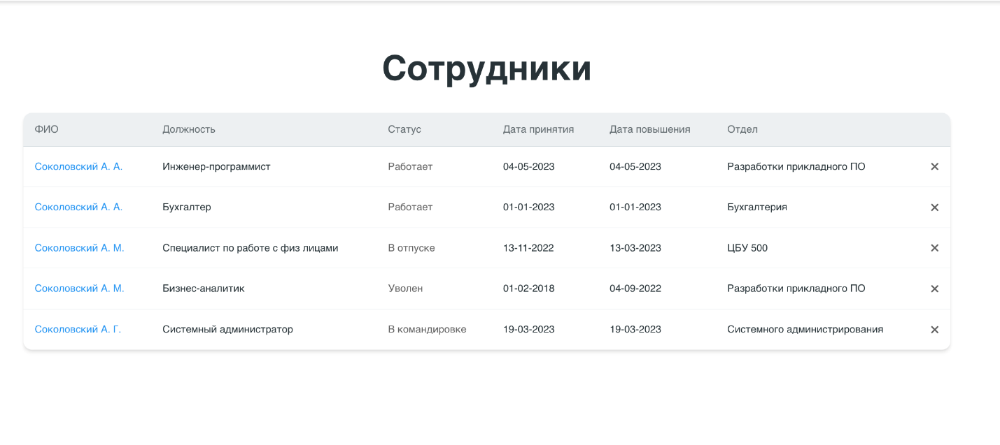 Сотрудники
ФИО Должность Статус Дата принятия Дата повышения Отдел
Соколовский А. А. Инженер-программист Работает 04-05-2023 04-05-2023 Разработки прикладного ПО
Соколовский А. А. Бухгалтер Работает 01-01-2023 01-01-2023 Бухгалтерия
Соколовский А. М. Специалист по работе с физ лицами В отпуске 13-11-2022 13-03-2023 ЦБУ 500
Соколовский А. М. Бизнес-аналитик Уволен 01-02-2018 04-09-2022 Разработки прикладного ПО
Соколовский А. Г. Системный администратор В командировке 19-03-2023 19-03-2023 Системного администрирования